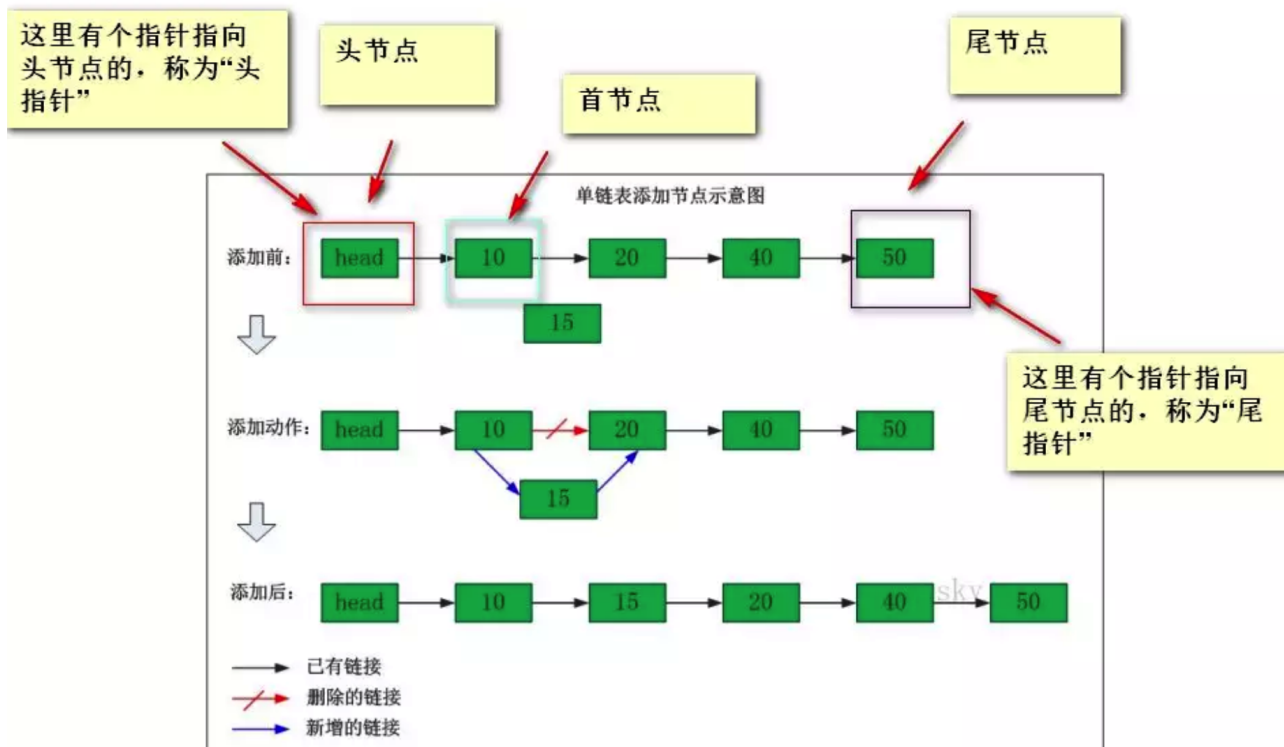 这里有个指针指向
头节点的，称为“头
指针”
头节点
首节点
尾节点
单链表添加节点示意图
添加前：
head
10
20
40
50
15
添加动作：
head
10
20
40
50
15
这里有个指针指向
尾节点的，称为“尾
指针”
添加后：
head
10
15
20
40
sky
50
已有链接
删除的链接
新增的链接